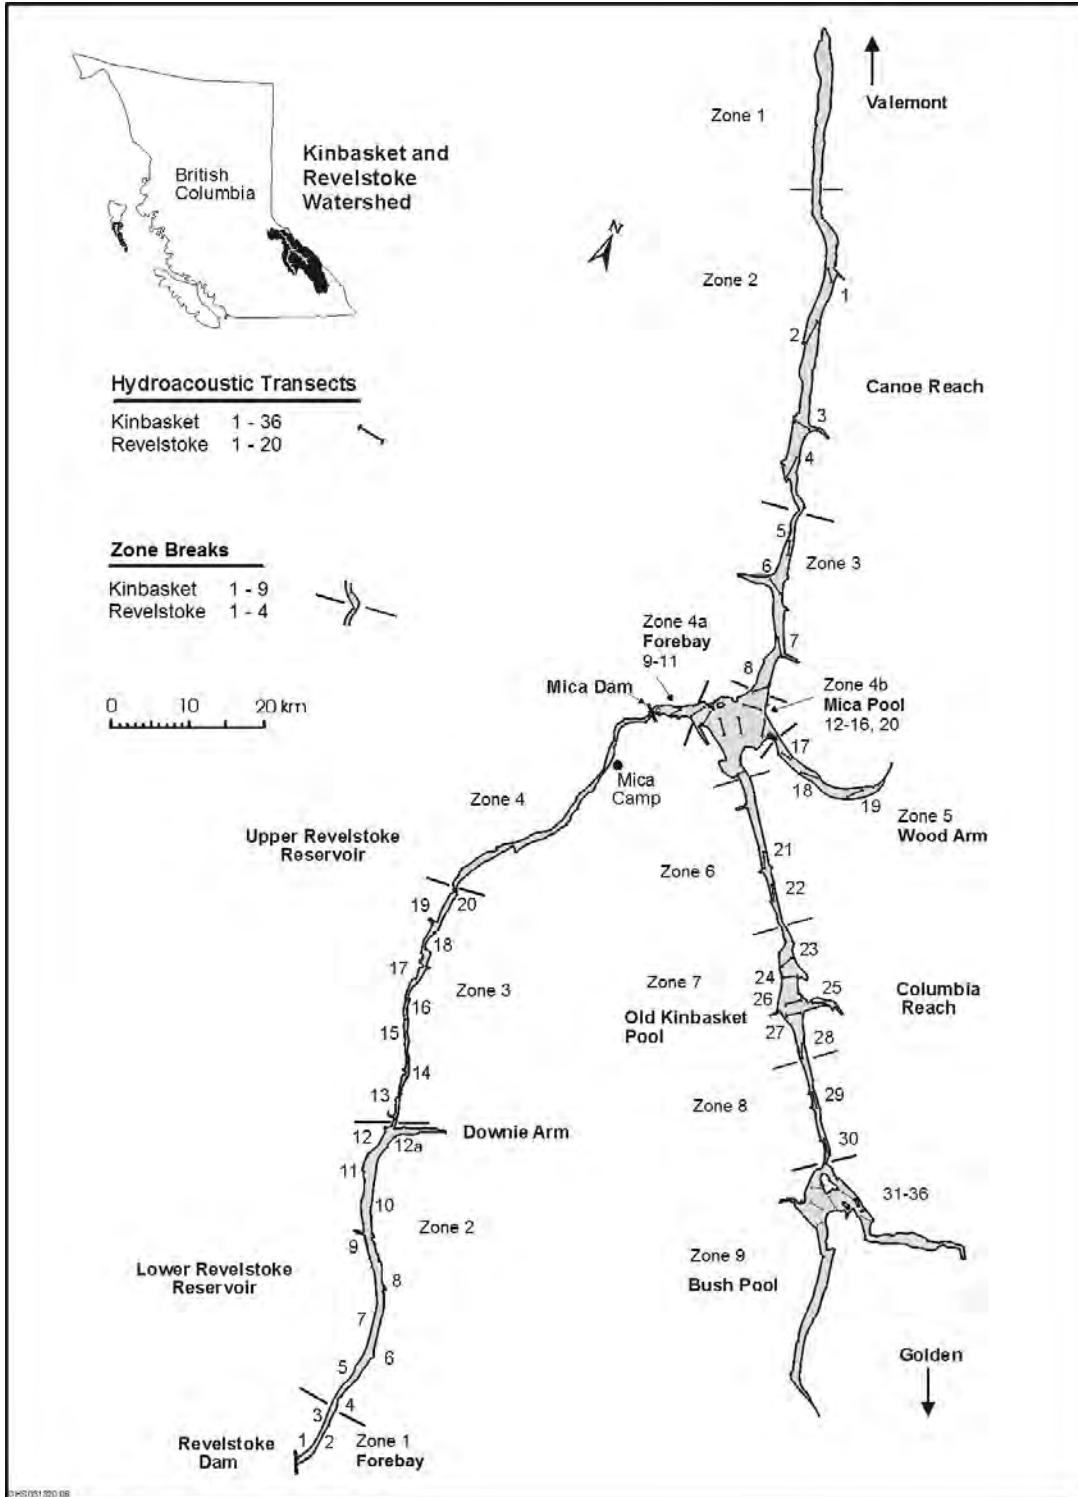 Valemont
Zone 1
British
Columbia
Kinbasket and
Revelstoke
Watershed
N
Zone 2
1
2
Canoe Reach
Hydroacoustic Transects
Kinbasket 1 - 36
Revelstoke 1 - 20
3
4
Zone Breaks
Kinbasket 1 - 9
Revelstoke 1 - 4
5
Zone 3
6
7
Zone 4a
Forebay
9-11
8
Mica Dam
Zone 4b
Mica Pool
12-16, 20
0 10 20 km
17
Mica
Camp
18
19
Zone 5
Wood Arm
Zone 4
Upper Revelstoke
Reservoir
21
Zone 6
22
19
20
18
23
17
Zone 3
Zone 7
24
25
Columbia
Reach
16
26
Old Kinbasket
Pool
27
28
15
14
29
13
Zone 8
12
12a
Downie Arm
30
11
31-36
10
Zone 2
9
Zone 9
Bush Pool
Lower Revelstoke
Reservoir
8
7
6
5
Golden
4
3
Revelstoke
Dam
1
2
Zone 1
Forebay